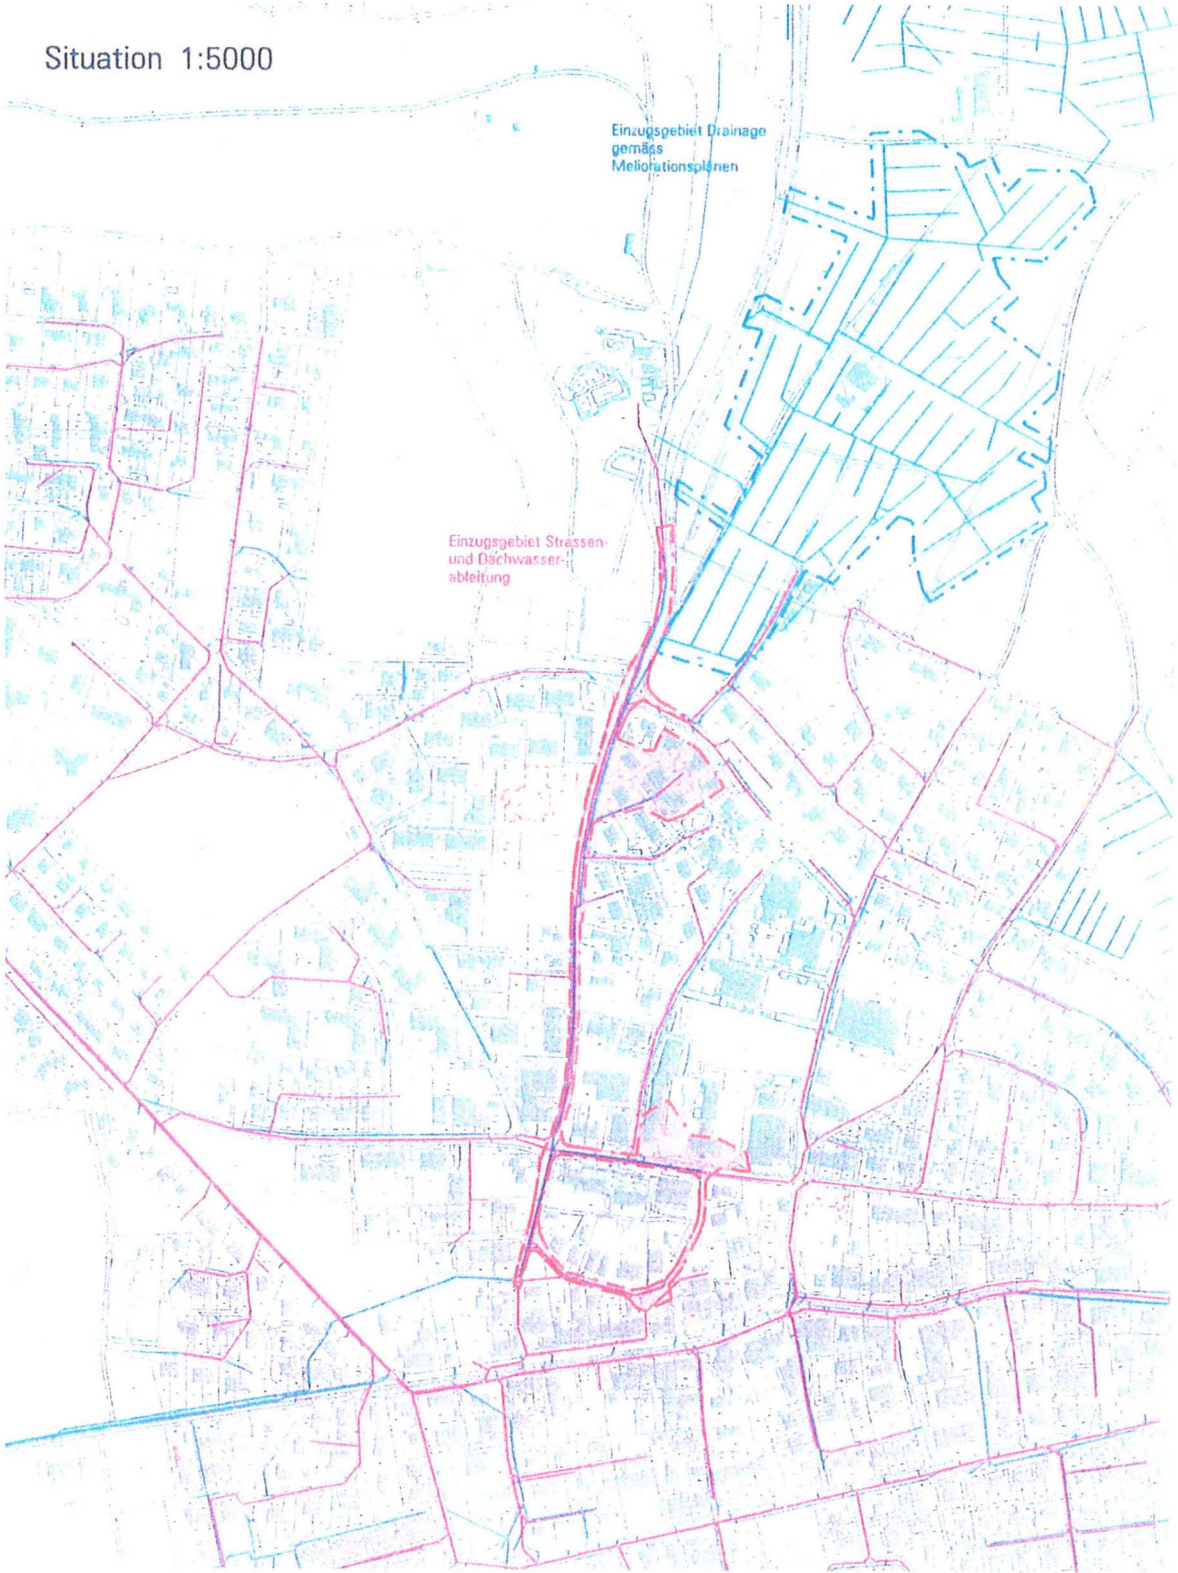 Situation 1:5000
Einzugsgebiet Drainage
gemäss
Meliorationsplänen
Einzugsgebiet Strassen-
und Dachwasser-
ableitung